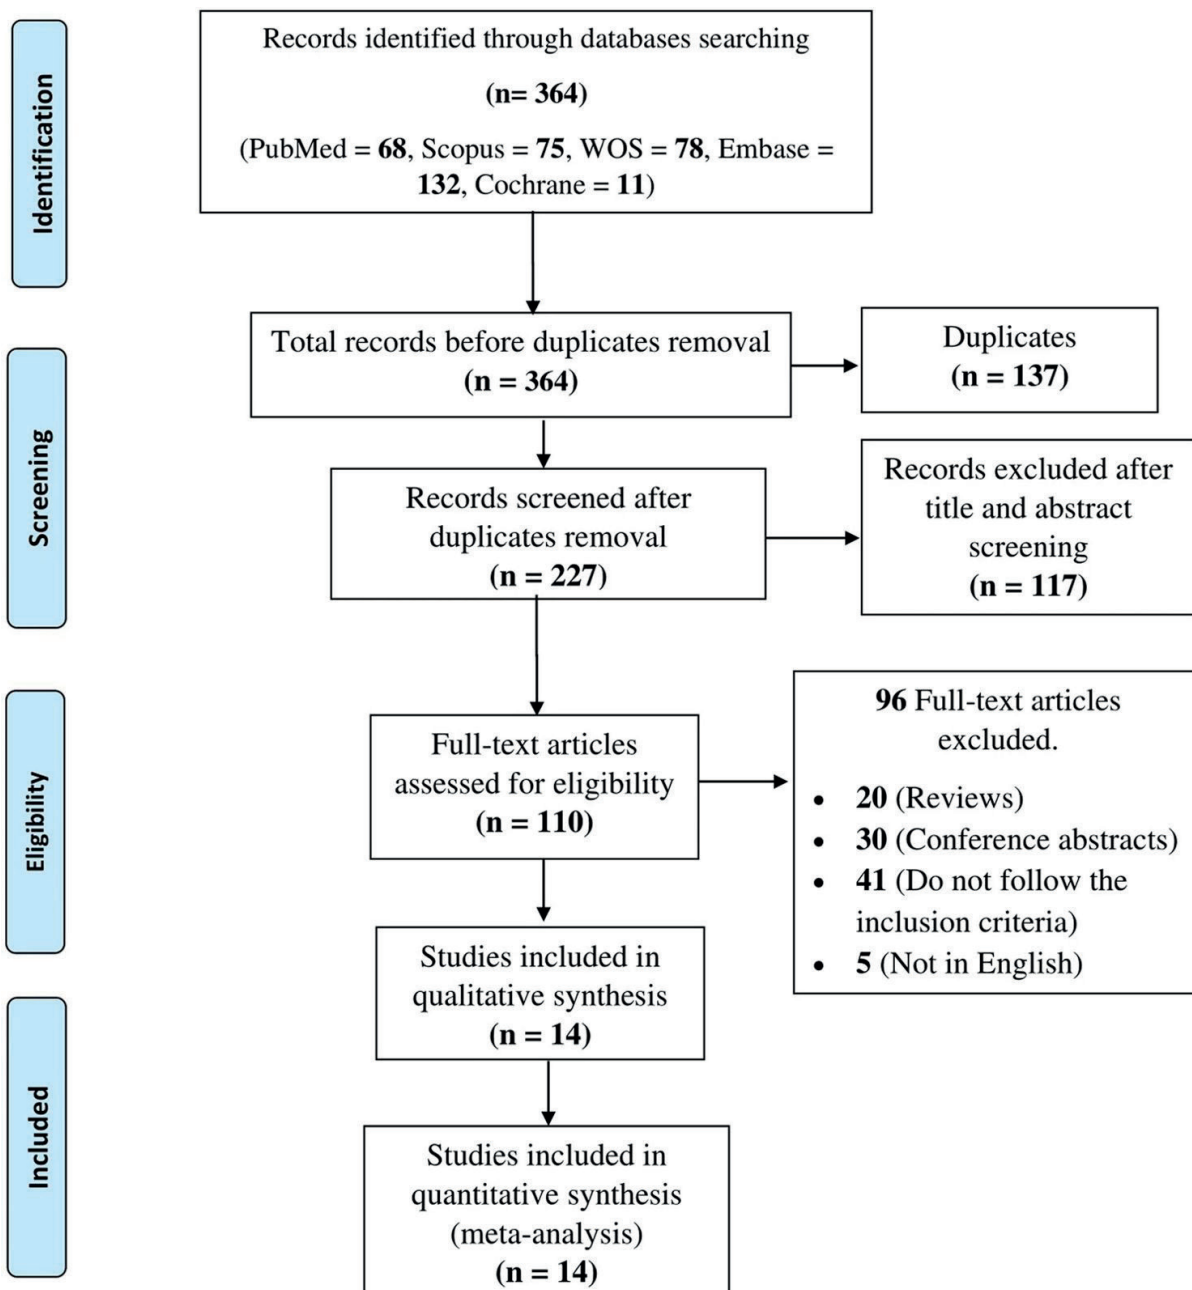 Identification
Records identified through databases searching
(n= 364)
(PubMed = 68, Scopus = 75, WOS = 78, Embase =
132, Cochrane = 11)
Screening
Total records before duplicates removal
(n = 364)
Duplicates
(n = 137)
Records screened after
duplicates removal
(n = 227)
Records excluded after
title and abstract
screening
(n = 117)
Eligibility
Full-text articles
assessed for eligibility
(n = 110)
96 Full-text articles
excluded.
• 20 (Reviews)
• 30 (Conference abstracts)
• 41 (Do not follow the
inclusion criteria)
• 5 (Not in English)
Studies included in
qualitative synthesis
(n = 14)
Included
Studies included in
quantitative synthesis
(meta-analysis)
(n = 14)